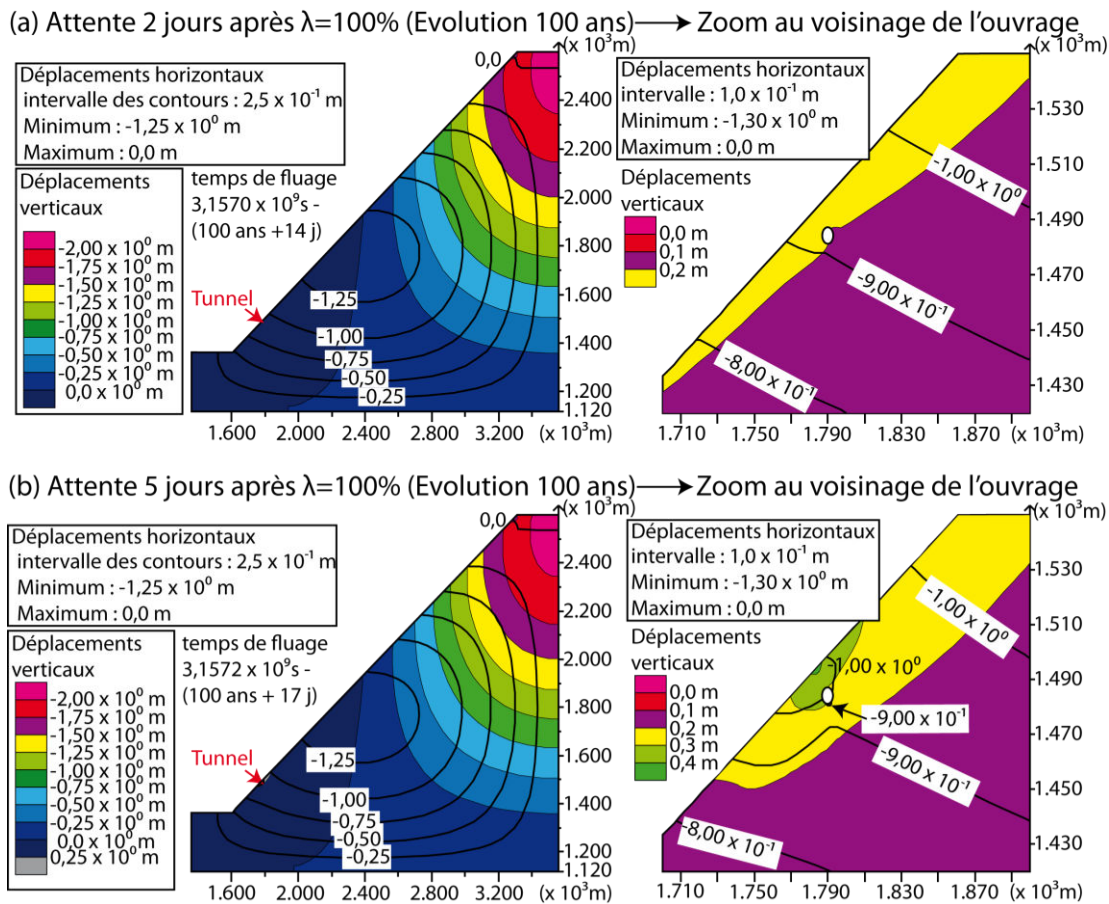 (a) Attente 2 jours après λ=100% (Evolution 100 ans) → Zoom au voisinage de l'ouvrage
Déplacements horizontaux
intervalle des contours : 2,5 x 10⁻¹ m
Minimum : -1,25 x 10⁰ m
Maximum : 0,0 m
Déplacements
verticaux
-2,00 x 10⁰ m
-1,75 x 10⁰ m
-1,50 x 10⁰ m
-1,25 x 10⁰ m
-1,00 x 10⁰ m
-0,75 x 10⁰ m
-0,50 x 10⁰ m
-0,25 x 10⁰ m
0,0 x 10⁰ m
temps de fluage
3,1570 x 10⁹s -
(100 ans +14 j)
Tunnel
0,0
-1,25
-1,00
-0,75
-0,50
-0,25
(x 10³m)
2.400
2.200
2.000
1.800
1.600
1.400
1.200
1.120
1.600 2.000 2.400 2.800 3.200 (x 10³m)
Déplacements horizontaux
intervalle : 1,0 x 10⁻¹ m
Minimum : -1,30 x 10⁰ m
Maximum : 0,0 m
Déplacements
verticaux
0,0 m
0,1 m
0,2 m
-1,00 x 10⁰
-9,00 x 10⁻¹
-8,00 x 10⁻¹
(x 10³m)
1.530
1.510
1.490
1.470
1.450
1.430
1.710 1.750 1.790 1.830 1.870 (x 10³m)
(b) Attente 5 jours après λ=100% (Evolution 100 ans) → Zoom au voisinage de l'ouvrage
Déplacements horizontaux
intervalle des contours : 2,5 x 10⁻¹ m
Minimum : -1,25 x 10⁰ m
Maximum : 0,0 m
Déplacements
verticaux
-2,00 x 10⁰ m
-1,75 x 10⁰ m
-1,50 x 10⁰ m
-1,25 x 10⁰ m
-1,00 x 10⁰ m
-0,75 x 10⁰ m
-0,50 x 10⁰ m
-0,25 x 10⁰ m
0,0 x 10⁰ m
0,25 x 10⁰ m
temps de fluage
3,1572 x 10⁹s -
(100 ans + 17 j)
Tunnel
0,0
-1,25
-1,00
-0,75
-0,50
-0,25
(x 10³m)
2.400
2.200
2.000
1.800
1.600
1.400
1.200
1.120
1.600 2.000 2.400 2.800 3.200 (x 10³m)
Déplacements horizontaux
intervalle : 1,0 x 10⁻¹ m
Minimum : -1,30 x 10⁰ m
Maximum : 0,0 m
Déplacements
verticaux
0,0 m
0,1 m
0,2 m
0,3 m
0,4 m
-1,00 x 10⁰
-1,00 x 10⁰
-9,00 x 10⁻¹
-9,00 x 10⁻¹
-8,00 x 10⁻¹
(x 10³m)
1.530
1.510
1.490
1.470
1.450
1.430
1.710 1.750 1.790 1.830 1.870 (x 10³m)